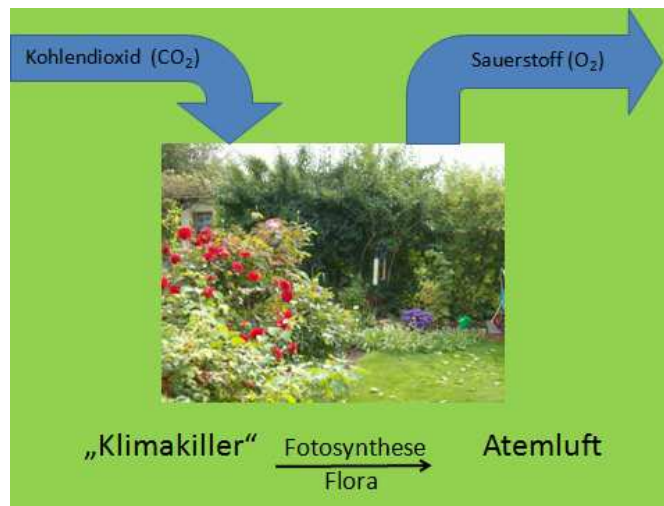 Kohlendioxid (CO₂)
Sauerstoff (O₂)
„Klimakiller“ Fotosynthese Atemluft
Flora